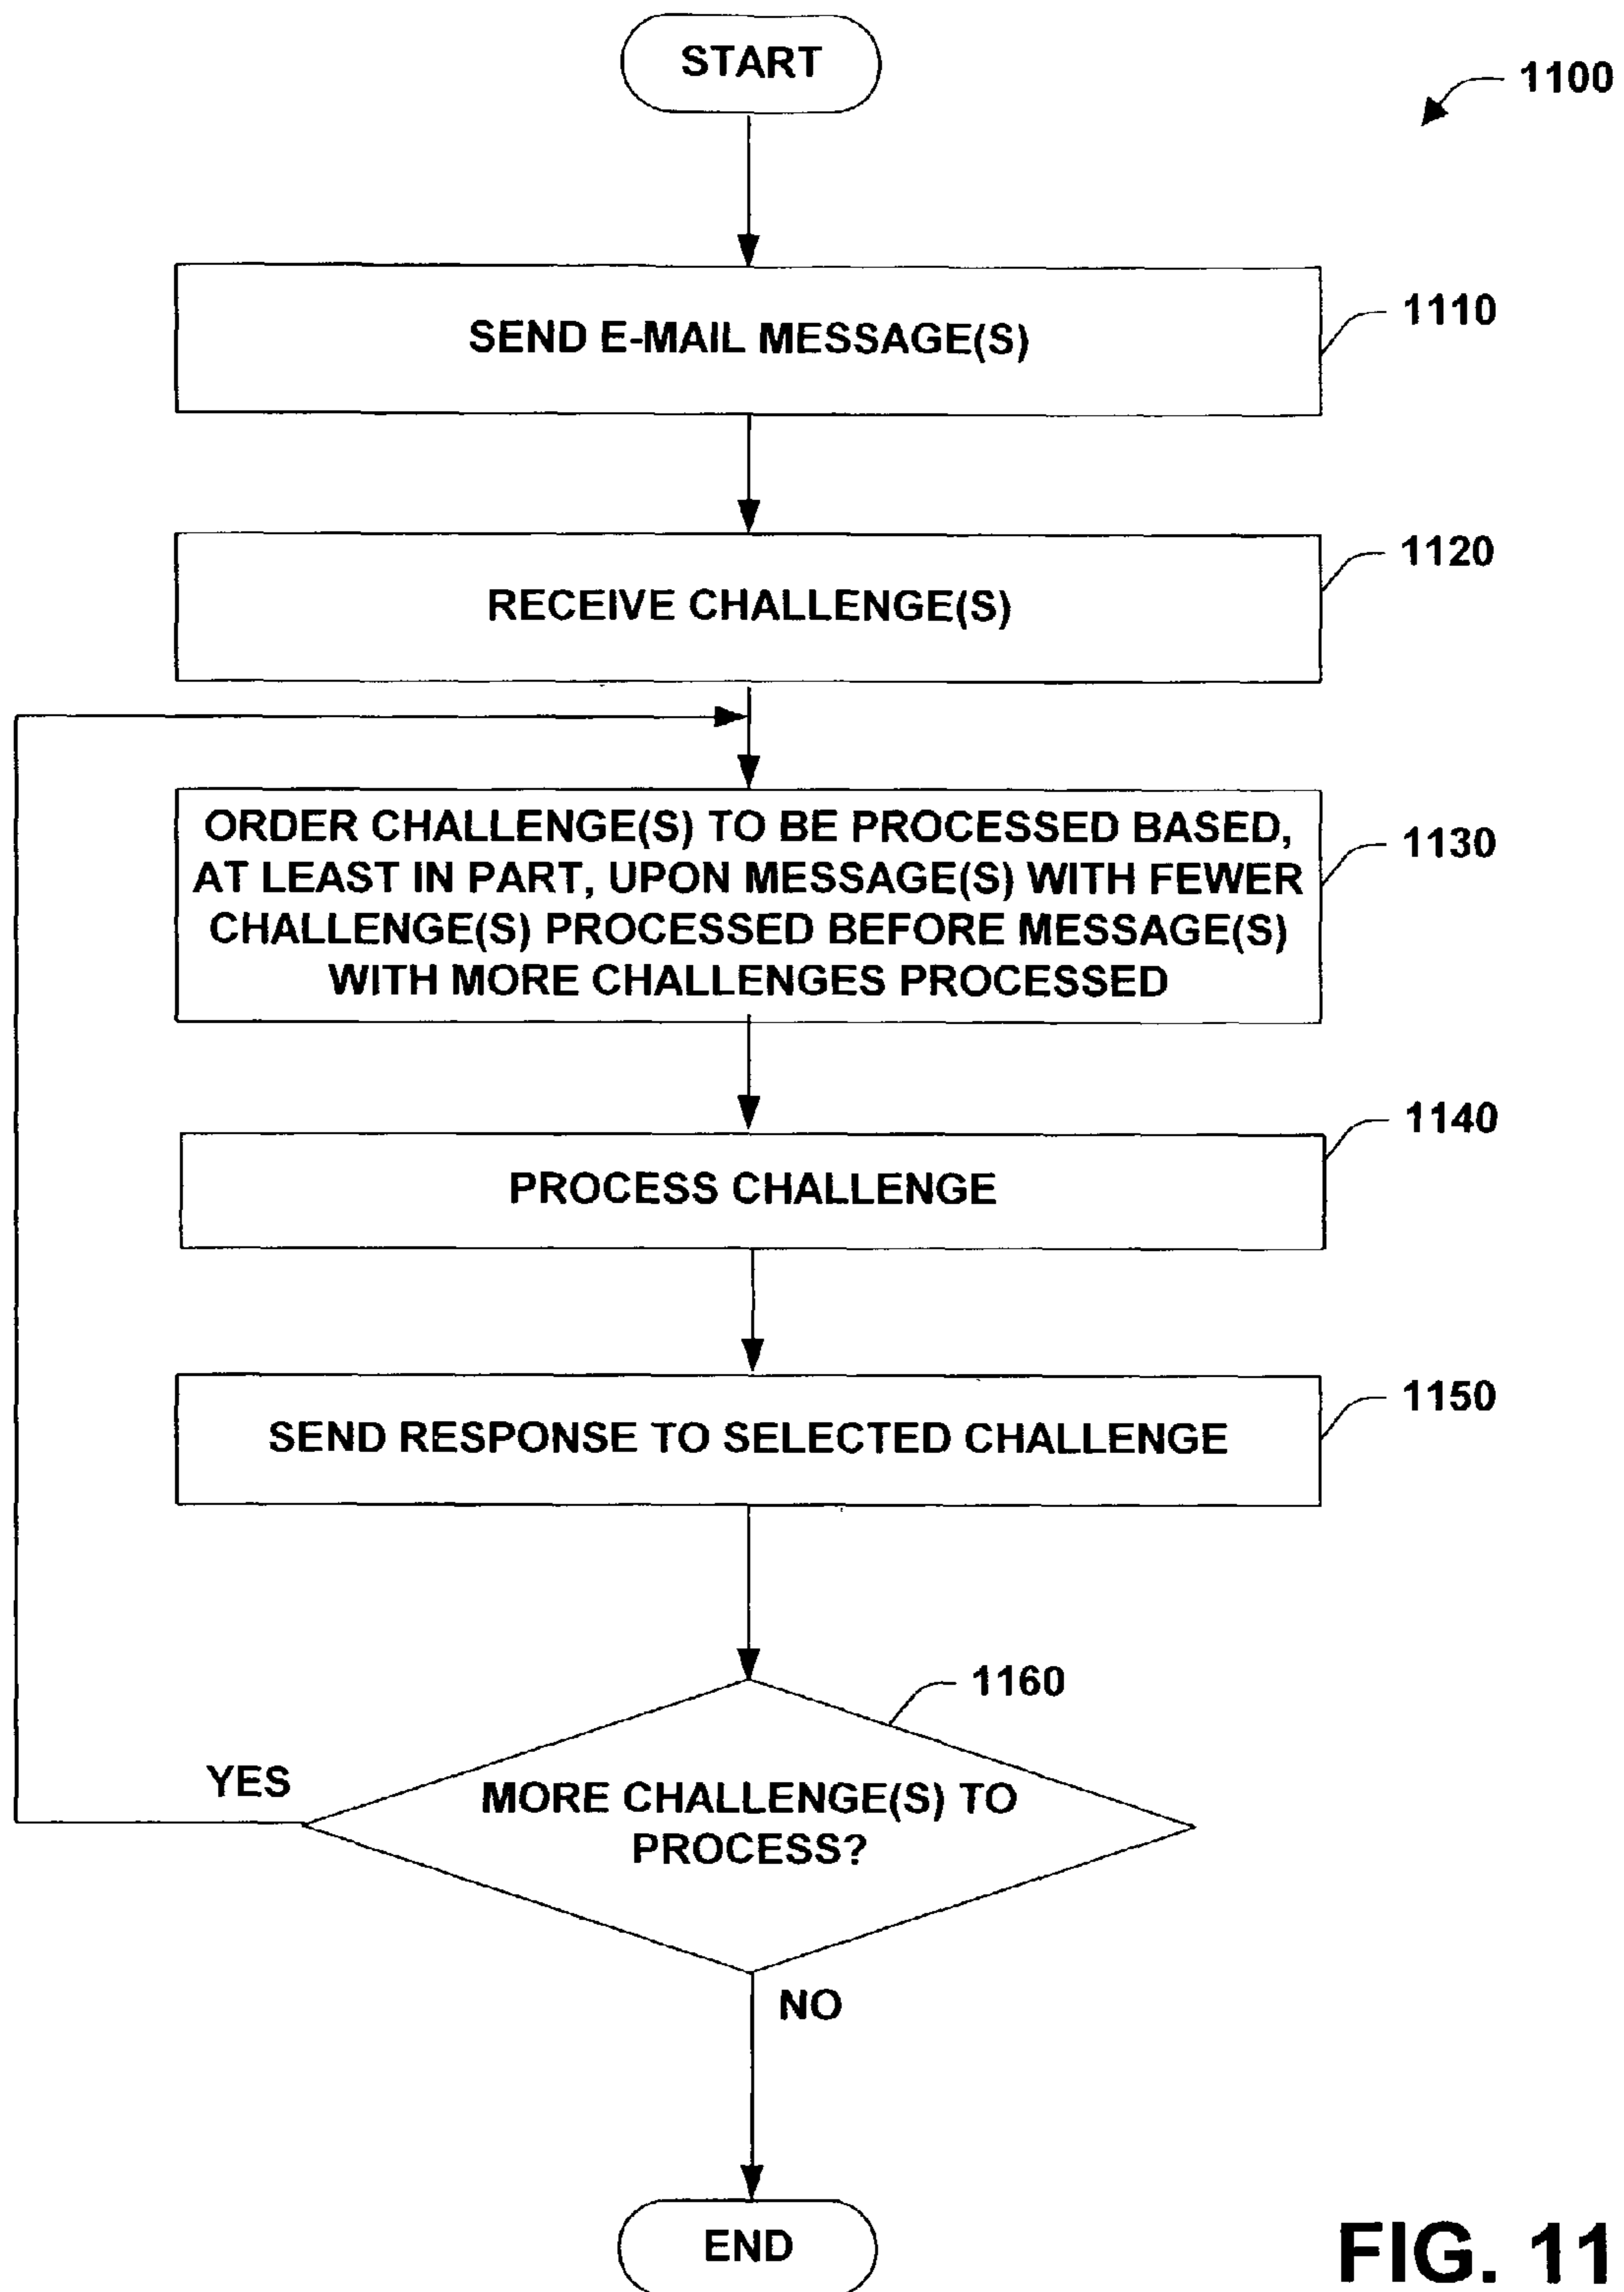 START
1100
SEND E-MAIL MESSAGE(S)
1110
RECEIVE CHALLENGE(S)
1120
ORDER CHALLENGE(S) TO BE PROCESSED BASED,
AT LEAST IN PART, UPON MESSAGE(S) WITH FEWER
CHALLENGE(S) PROCESSED BEFORE MESSAGE(S)
WITH MORE CHALLENGES PROCESSED
1130
PROCESS CHALLENGE
1140
SEND RESPONSE TO SELECTED CHALLENGE
1150
1160
YES
MORE CHALLENGE(S) TO
PROCESS?
NO
END
FIG. 11